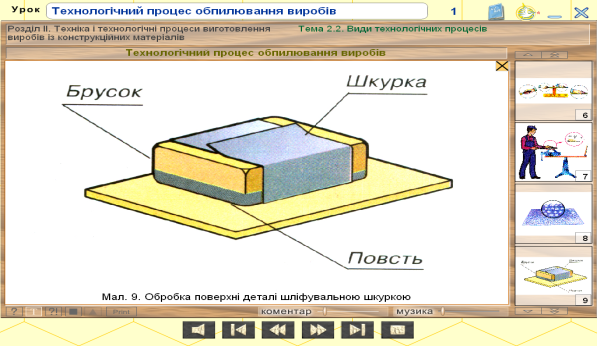 Урок Технологічний процес обпилювання виробів 1
Розділ ІІ. Техніка і технологічні процеси виготовлення виробів із конструкційних матеріалів
Тема 2.2. Види технологічних процесів
Технологічний процес обпилювання виробів
Брусок
Шкурка
Повсть
Мал. 9. Обробка поверхні деталі шліфувальною шкуркою
6
7
8
9
коментар
музика
Print